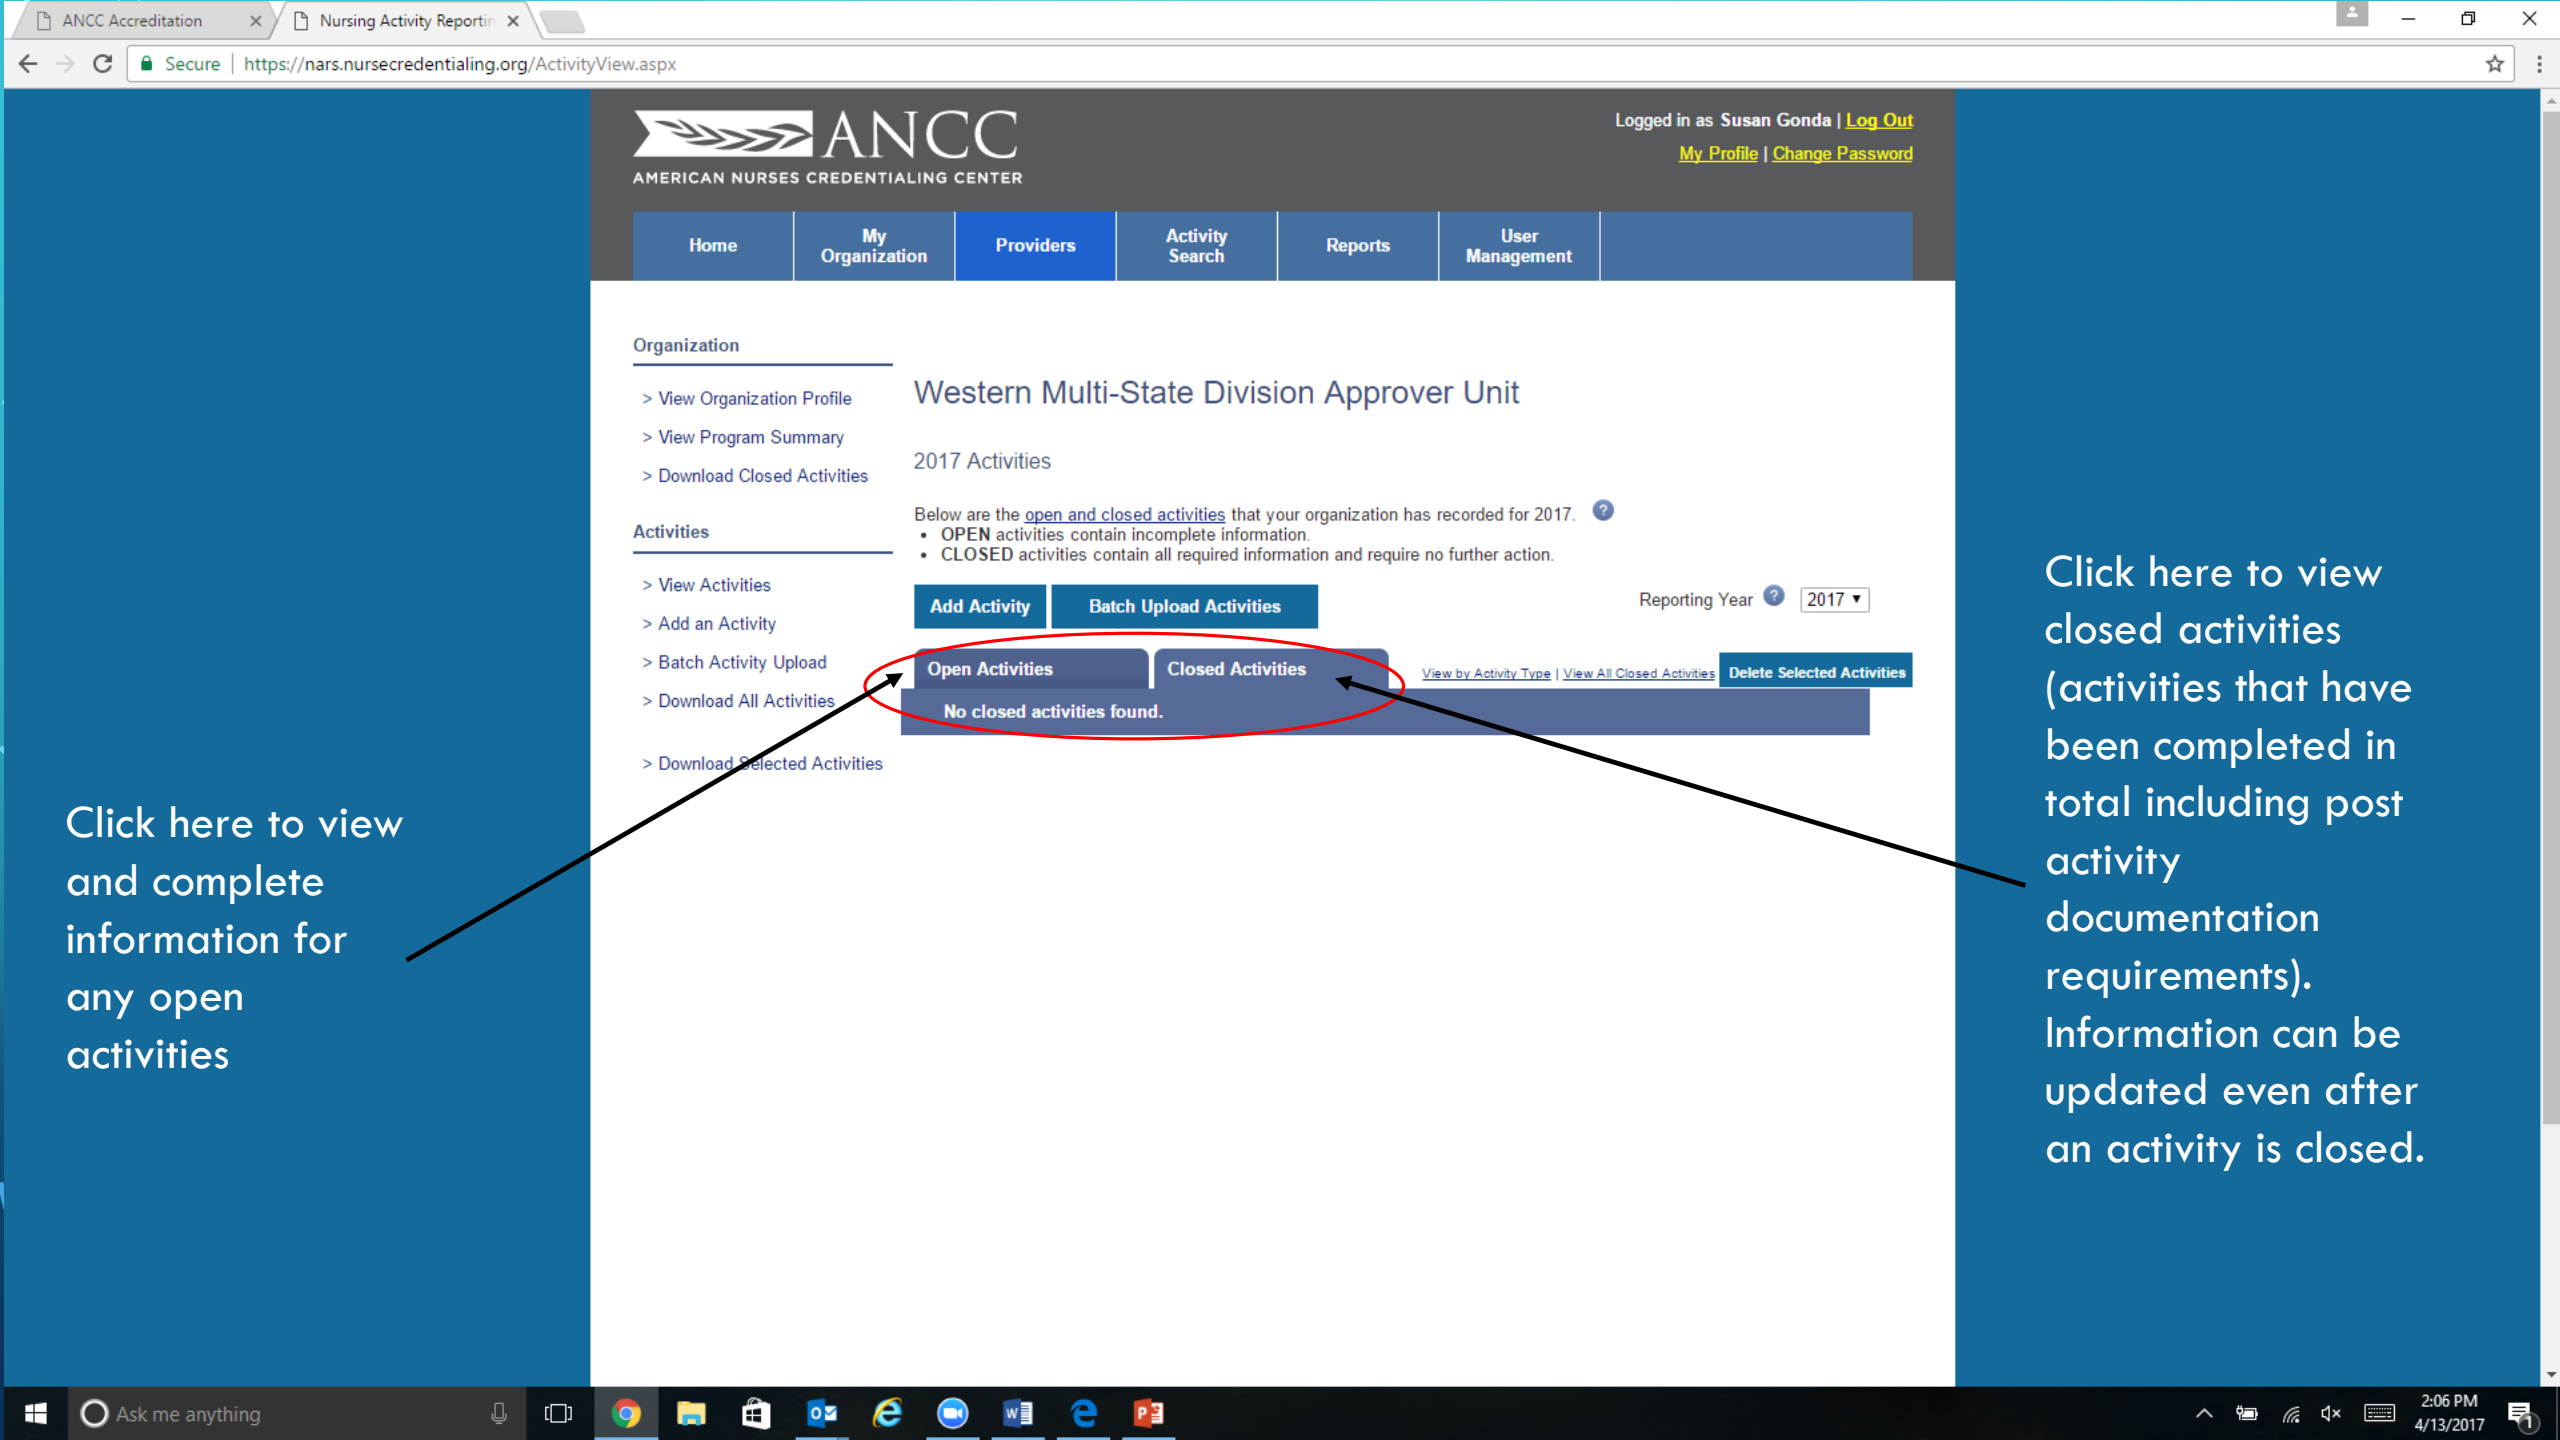 ANCC Accreditation
Nursing Activity Reportin
Secure | https://nars.nursecredentialing.org/ActivityView.aspx
ANCC
AMERICAN NURSES CREDENTIALING CENTER
Logged in as Susan Gonda | Log Out
My Profile | Change Password
Home
My Organization
Providers
Activity Search
Reports
User Management
Organization
> View Organization Profile
> View Program Summary
> Download Closed Activities
Activities
> View Activities
> Add an Activity
> Batch Activity Upload
> Download All Activities
> Download Selected Activities
Western Multi-State Division Approver Unit
2017 Activities
Below are the open and closed activities that your organization has recorded for 2017. ?
• OPEN activities contain incomplete information.
• CLOSED activities contain all required information and require no further action.
Add Activity
Batch Upload Activities
Reporting Year ? 2017
Open Activities
Closed Activities
View by Activity Type | View All Closed Activities
Delete Selected Activities
No closed activities found.
Click here to view
and complete
information for
any open
activities
Click here to view
closed activities
(activities that have
been completed in
total including post
activity
documentation
requirements).
Information can be
updated even after
an activity is closed.
Ask me anything
2:06 PM
4/13/2017
1